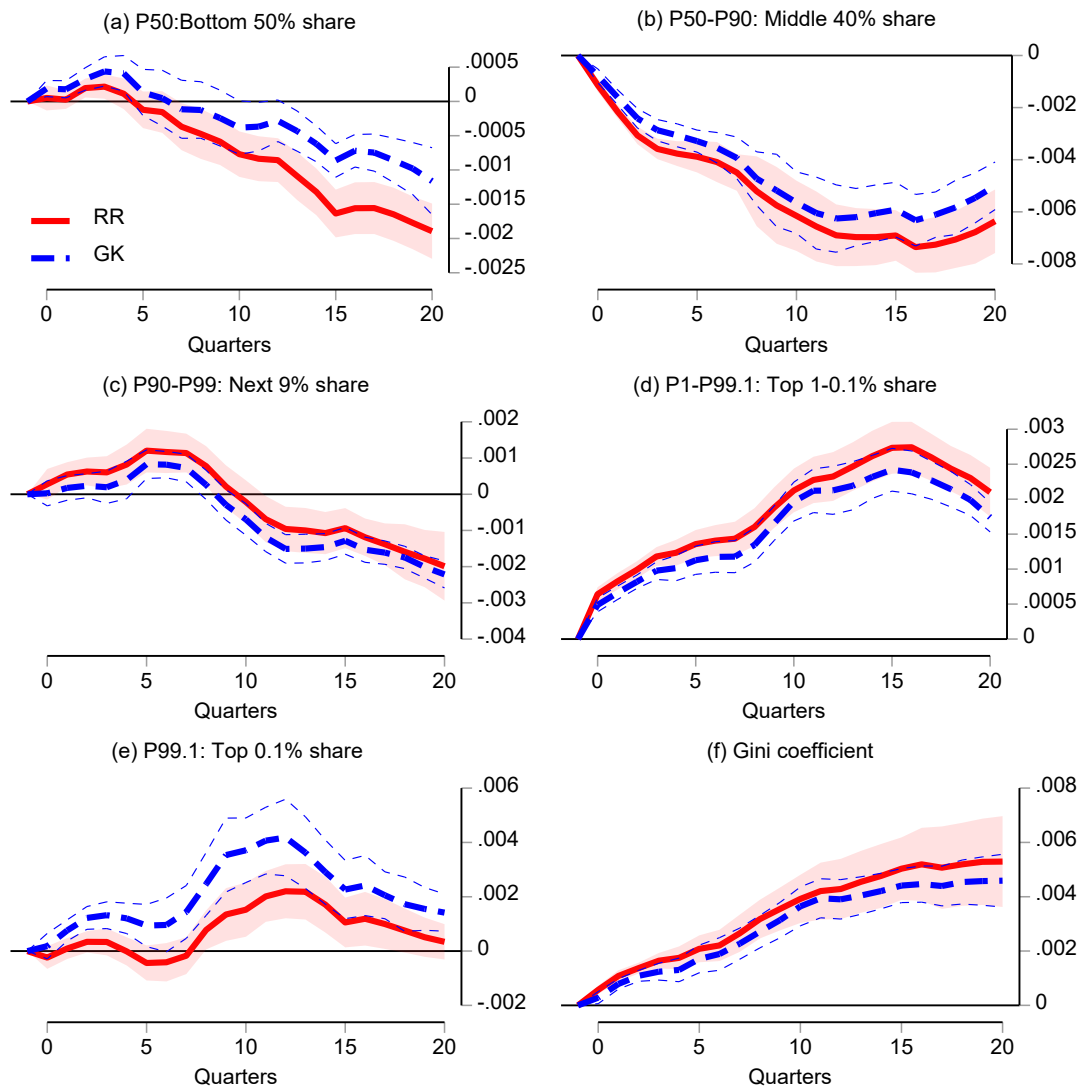 (a) P50:Bottom 50% share
.0005
0
-.0005
-.001
-.0015
-.002
-.0025
RR
GK
0 5 10 15 20
Quarters
(b) P50-P90: Middle 40% share
0
-.002
-.004
-.006
-.008
0 5 10 15 20
Quarters
(c) P90-P99: Next 9% share
.002
.001
0
-.001
-.002
-.003
-.004
0 5 10 15 20
Quarters
(d) P1-P99.1: Top 1-0.1% share
.003
.0025
.002
.0015
.001
.0005
0
0 5 10 15 20
Quarters
(e) P99.1: Top 0.1% share
.006
.004
.002
0
-.002
0 5 10 15 20
Quarters
(f) Gini coefficient
.008
.006
.004
.002
0
0 5 10 15 20
Quarters